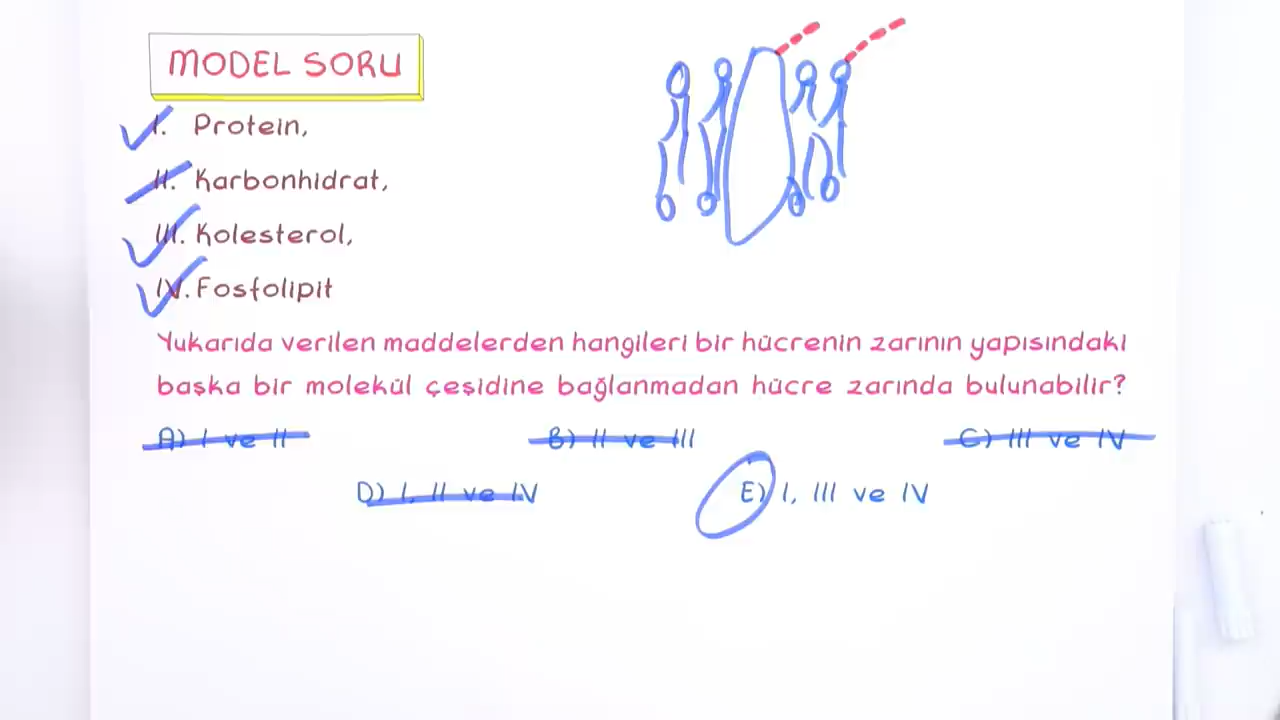 MODEL SORU
I. Protein,
II. Karbonhidrat,
III. Kolesterol,
IV. Fosfolipit
Yukarıda verilen maddelerden hangileri bir hücrenin zarının yapısındaki
başka bir molekül çeşidine bağlanmadan hücre zarında bulunabilir?
A) I ve II B) II ve III C) III ve IV
D) I, II ve IV E) I, III ve IV